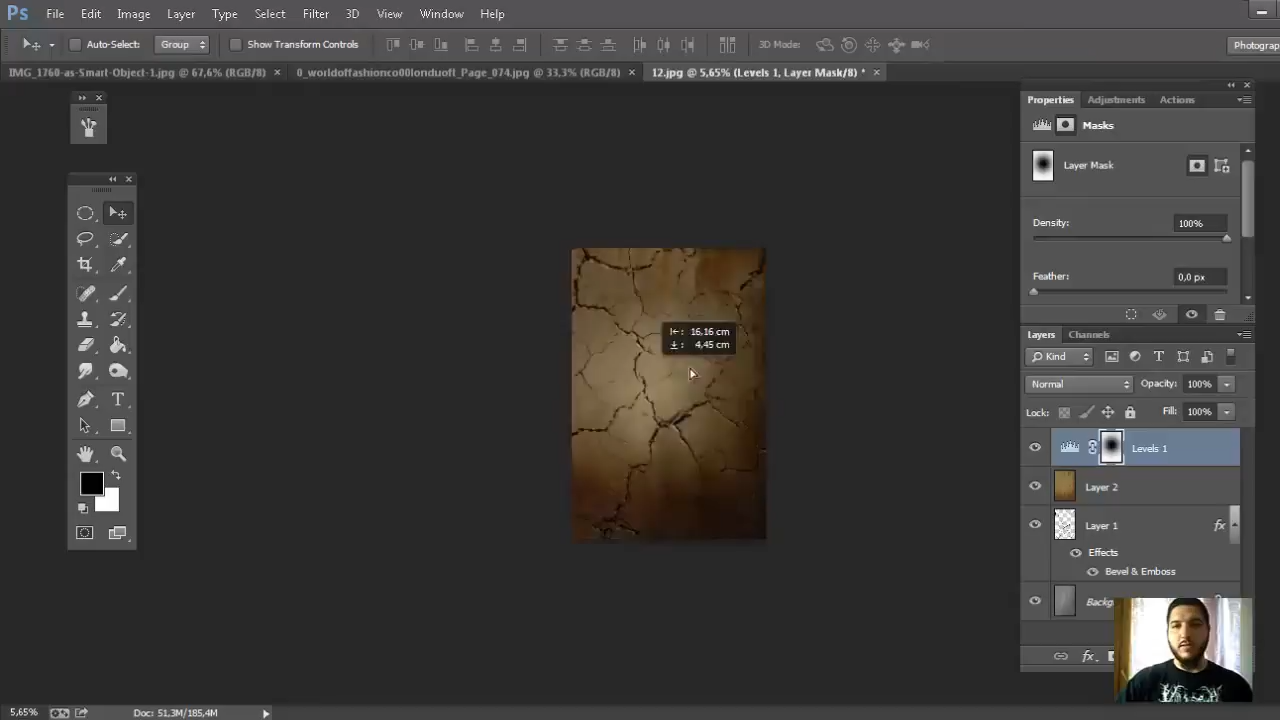 Ps File Edit Image Layer Type Select Filter 3D View Window Help
Auto-Select: Group Show Transform Controls 3D Mode: Photograp
IMG_1760-as-Smart-Object-1.jpg @ 67,6% (RGB/8) × 0_worldoffashionco00londuoft_Page_074.jpg @ 33,3% (RGB/8) × 12.jpg @ 5,65% (Levels 1, Layer Mask/8) * ×
Properties Adjustments Actions
Masks
Layer Mask
Density: 100%
Feather: 0,0 px
16,16 cm
4,45 cm
Layers Channels
Kind
Normal Opacity: 100%
Lock: Fill: 100%
Levels 1
Layer 2
Layer 1 fx
Effects
Bevel & Emboss
Backg
fx
5,65% Doc: 51,3M/185,4M